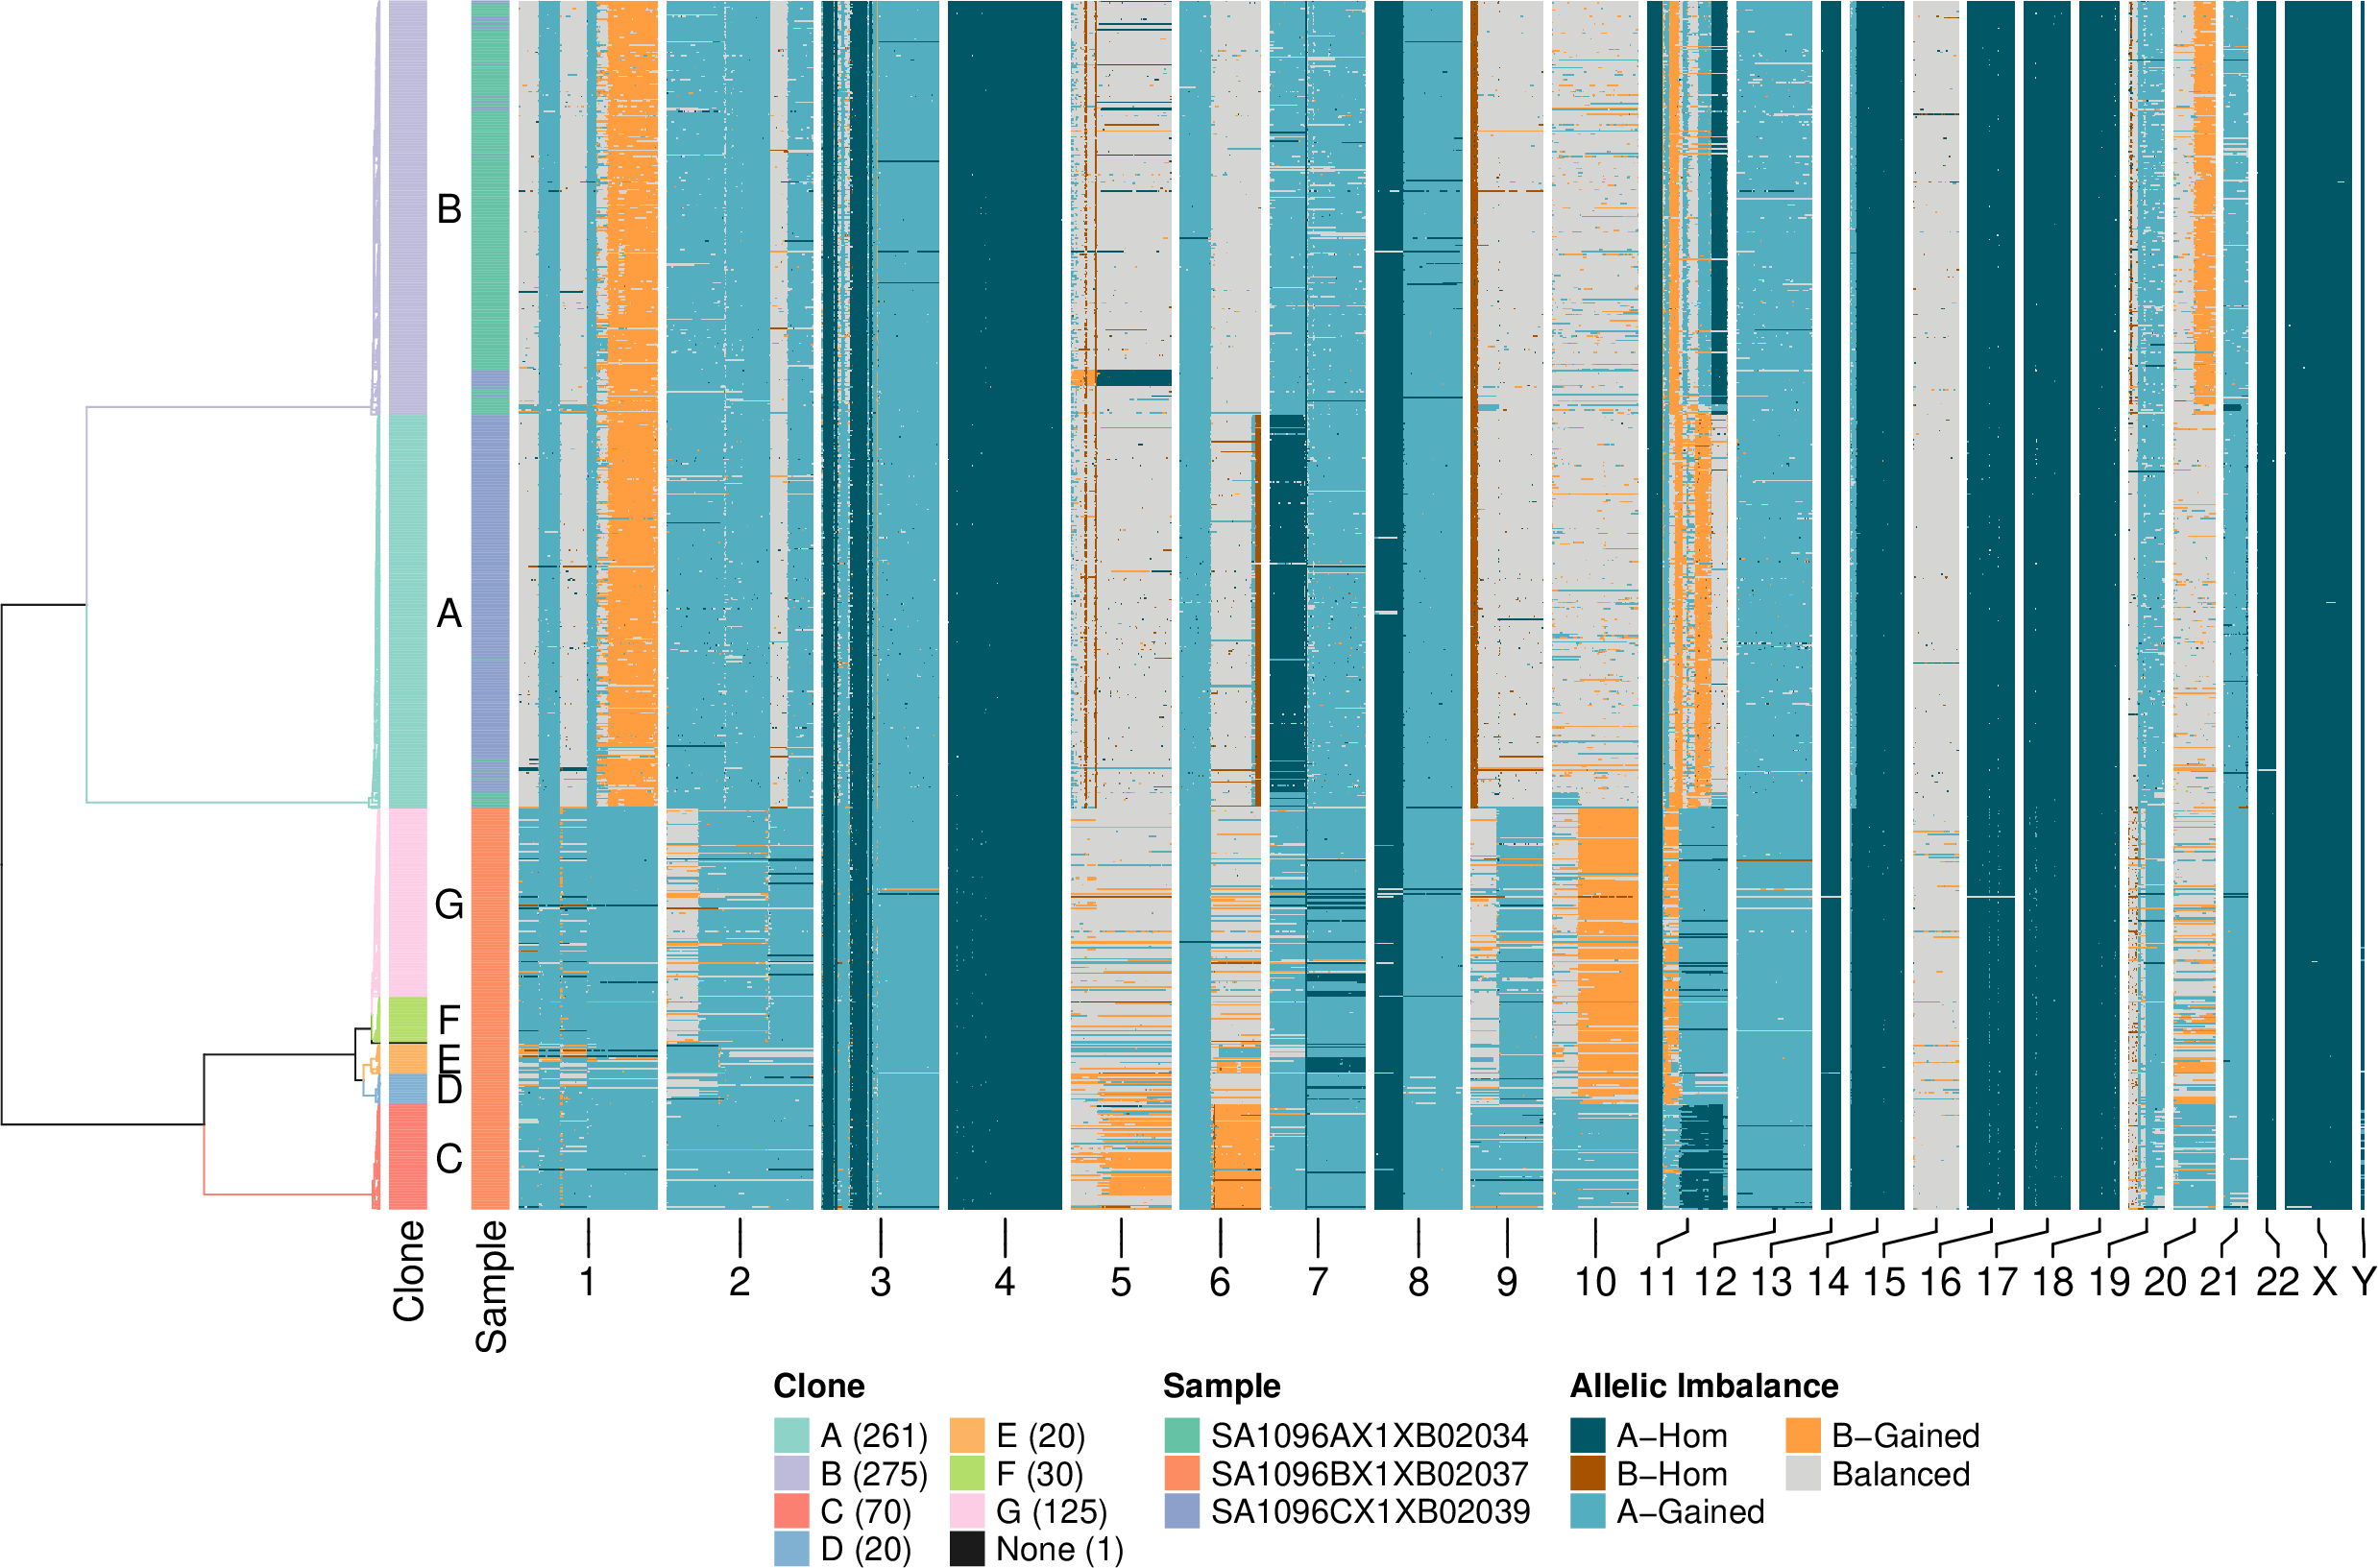 B
A
G
F
E
D
C
Clone
Sample
1 2 3 4 5 6 7 8 9 10 11 12 13 14 15 16 17 18 19 20 21 22 X Y
Clone
A (261)
B (275)
C (70)
D (20)
E (20)
F (30)
G (125)
None (1)
Sample
SA1096AX1XB02034
SA1096BX1XB02037
SA1096CX1XB02039
Allelic Imbalance
A−Hom
B−Hom
A−Gained
B−Gained
Balanced